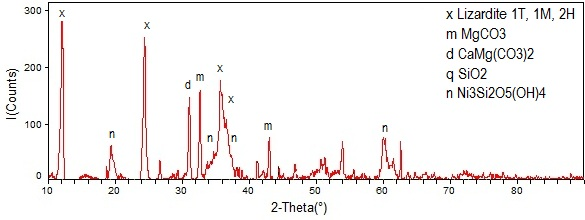 300
200
100
0
I(Counts)
x Lizardite 1T, 1M, 2H
m MgCO3
d CaMg(CO3)2
q SiO2
n Ni3Si2O5(OH)4
x
x
d
m
x
x
n
n
n
m
n
10 20 30 40 50 60 70 80
2-Theta(°)